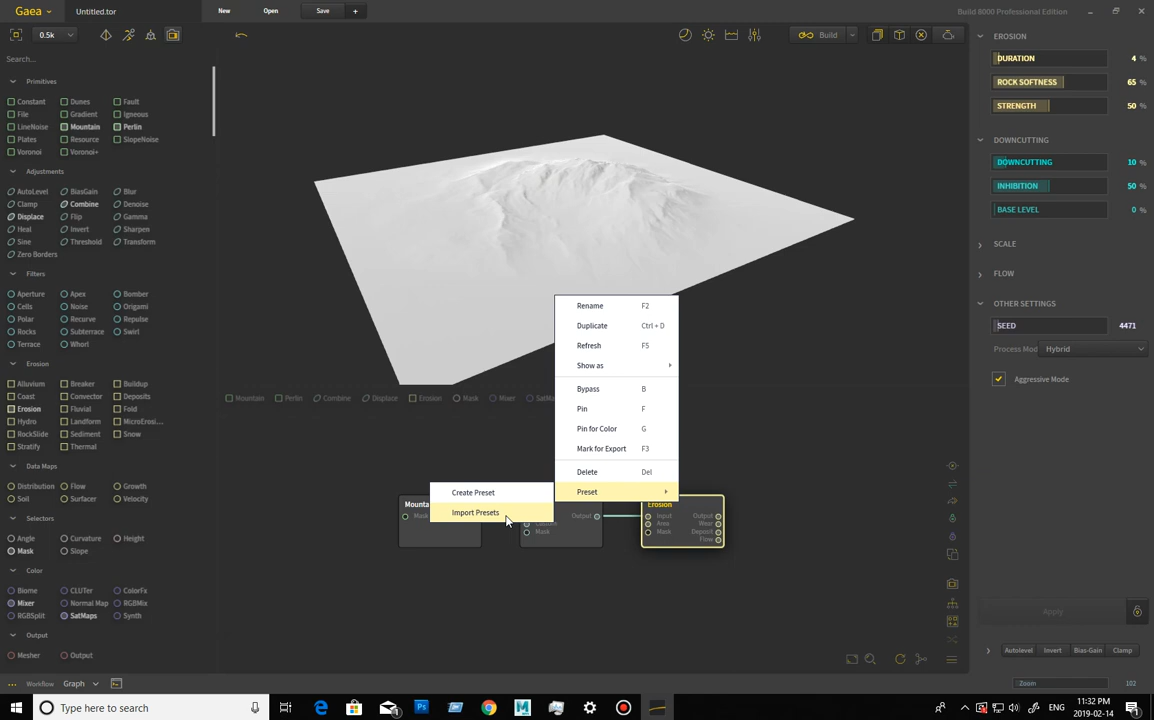 Gaea
Untitled.tor
New
Open
Save
+
Build 8000 Professional Edition
0.5k
Build
Search...
Primitives
Constant Dunes Fault
File Gradient Igneous
LineNoise Mountain Perlin
Plates Resource SlopeNoise
Voronoi Voronoi+
Adjustments
AutoLevel BiasGain Blur
Clamp Combine Denoise
Displace Flip Gamma
Heal Invert Sharpen
Sine Threshold Transform
Zero Borders
Filters
Aperture Apex Bomber
Cells Noise Origami
Polar Recurve Repulse
Rocks Subterrace Swirl
Terrace Whorl
Erosion
Alluvium Breaker Buildup
Coast Convector Deposits
Erosion Fluvial Fold
Hydro Landform MicroErosi...
RockSlide Sediment Snow
Stratify Thermal
Data Maps
Distribution Flow Growth
Soil Surfacer Velocity
Selectors
Angle Curvature Height
Mask Slope
Color
Biome CLUTer ColorFx
Mixer Normal Map RGBMix
RGBSplit SatMaps Synth
Output
Mesher Output
Workflow Graph
Mountain Perlin Combine Displace Erosion Mask Mixer
Rename F2
Duplicate Ctrl + D
Refresh F5
Show as
Bypass B
Pin F
Pin for Color G
Mark for Export F3
Delete Del
Preset
Create Preset
Import Presets
Mask
Output
Mask
Erosion
Input Output
Area Wear
Mask Deposit
Flow
EROSION
DURATION 4 %
ROCK SOFTNESS 65 %
STRENGTH 50 %
DOWNCUTTING
DOWNCUTTING 10 %
INHIBITION 50 %
BASE LEVEL 0 %
SCALE
FLOW
OTHER SETTINGS
SEED 4471
Process Mod Hybrid
Aggressive Mode
Apply
Autolevel Invert Bias-Gain Clamp
Zoom 102
Type here to search
ENG
11:32 PM
2019-02-14